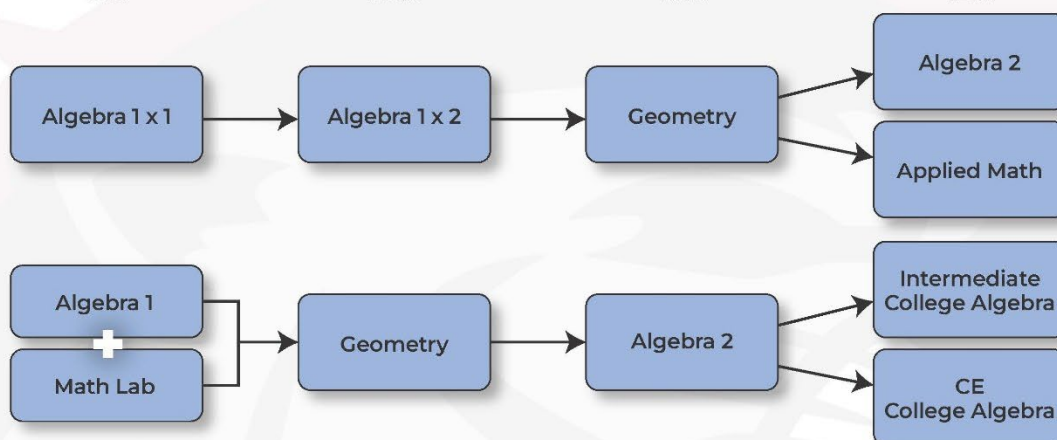 Algebra 1 x 1
Algebra 1 x 2
Geometry
Algebra 2
Applied Math
Algebra 1
Math Lab
Geometry
Algebra 2
Intermediate
College Algebra
CE
College Algebra